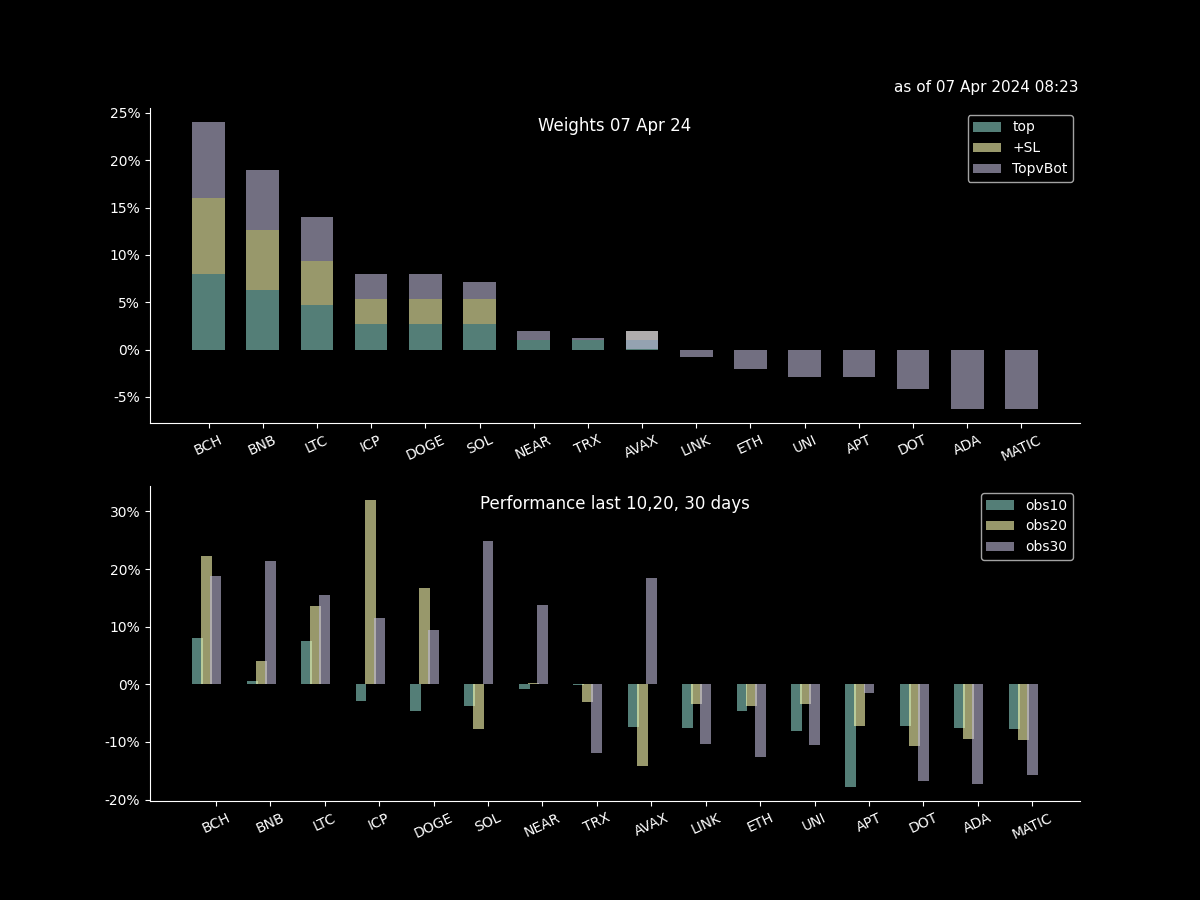 as of 07 Apr 2024 08:23
Weights 07 Apr 24
top
+SL
TopvBot
25%
20%
15%
10%
5%
0%
-5%
BCH BNB LTC ICP DOGE SOL NEAR TRX AVAX LINK ETH UNI APT DOT ADA MATIC
Performance last 10,20, 30 days
obs10
obs20
obs30
30%
20%
10%
0%
-10%
-20%
BCH BNB LTC ICP DOGE SOL NEAR TRX AVAX LINK ETH UNI APT DOT ADA MATIC